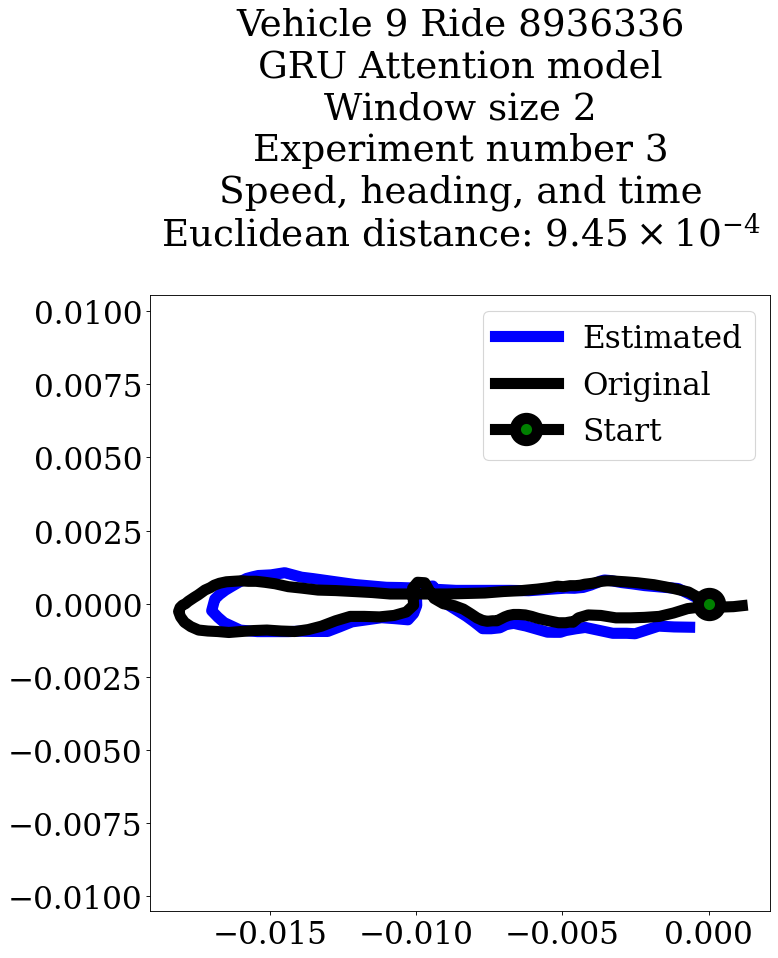 Vehicle 9 Ride 8936336
GRU Attention model
Window size 2
Experiment number 3
Speed, heading, and time
Euclidean distance: 9.45 × 10⁻⁴
0.0100
0.0075
0.0050
0.0025
0.0000
−0.0025
−0.0050
−0.0075
−0.0100
Estimated
Original
Start
−0.015 −0.010 −0.005 0.000